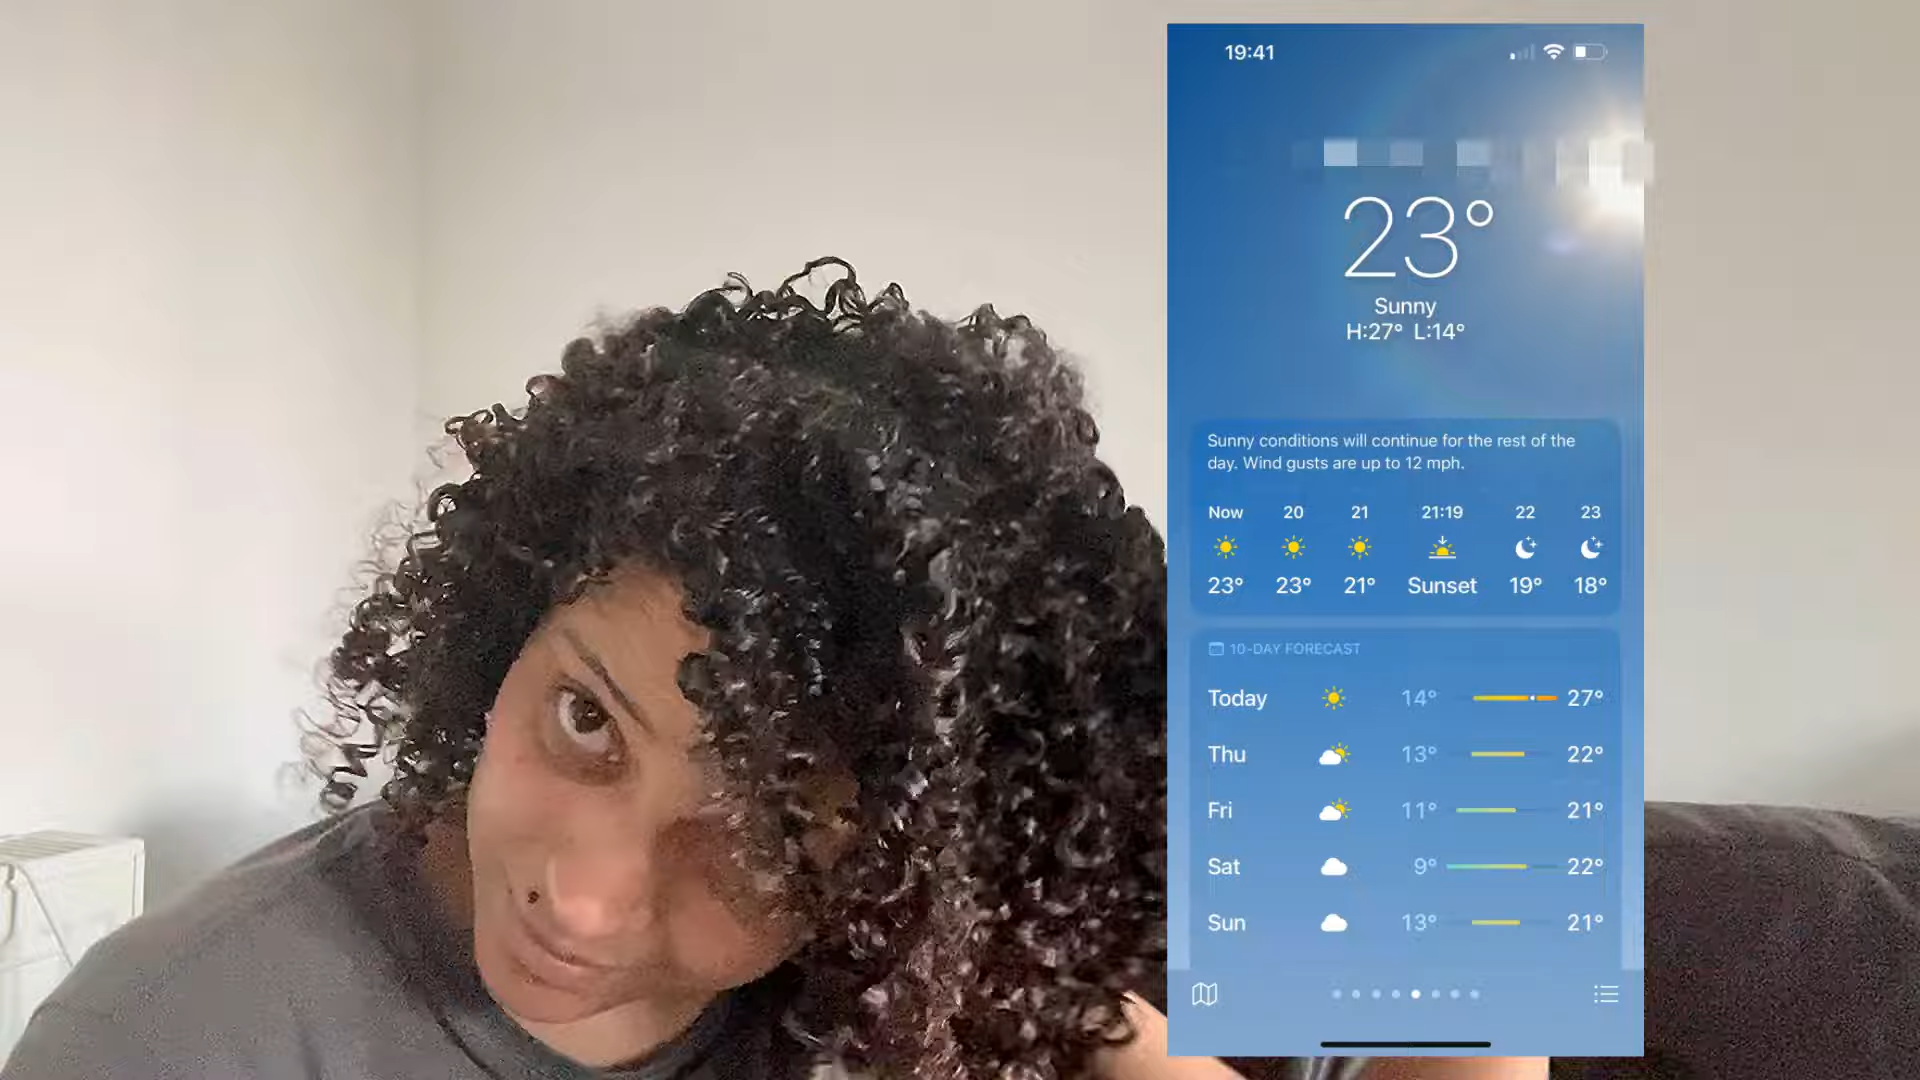 19:41
23°
Sunny
H:27° L:14°
Sunny conditions will continue for the rest of the
day. Wind gusts are up to 12 mph.
Now 20 21 21:19 22 23
23° 23° 21° Sunset 19° 18°
10-DAY FORECAST
Today 14° 27°
Thu 13° 22°
Fri 11° 21°
Sat 9° 22°
Sun 13° 21°